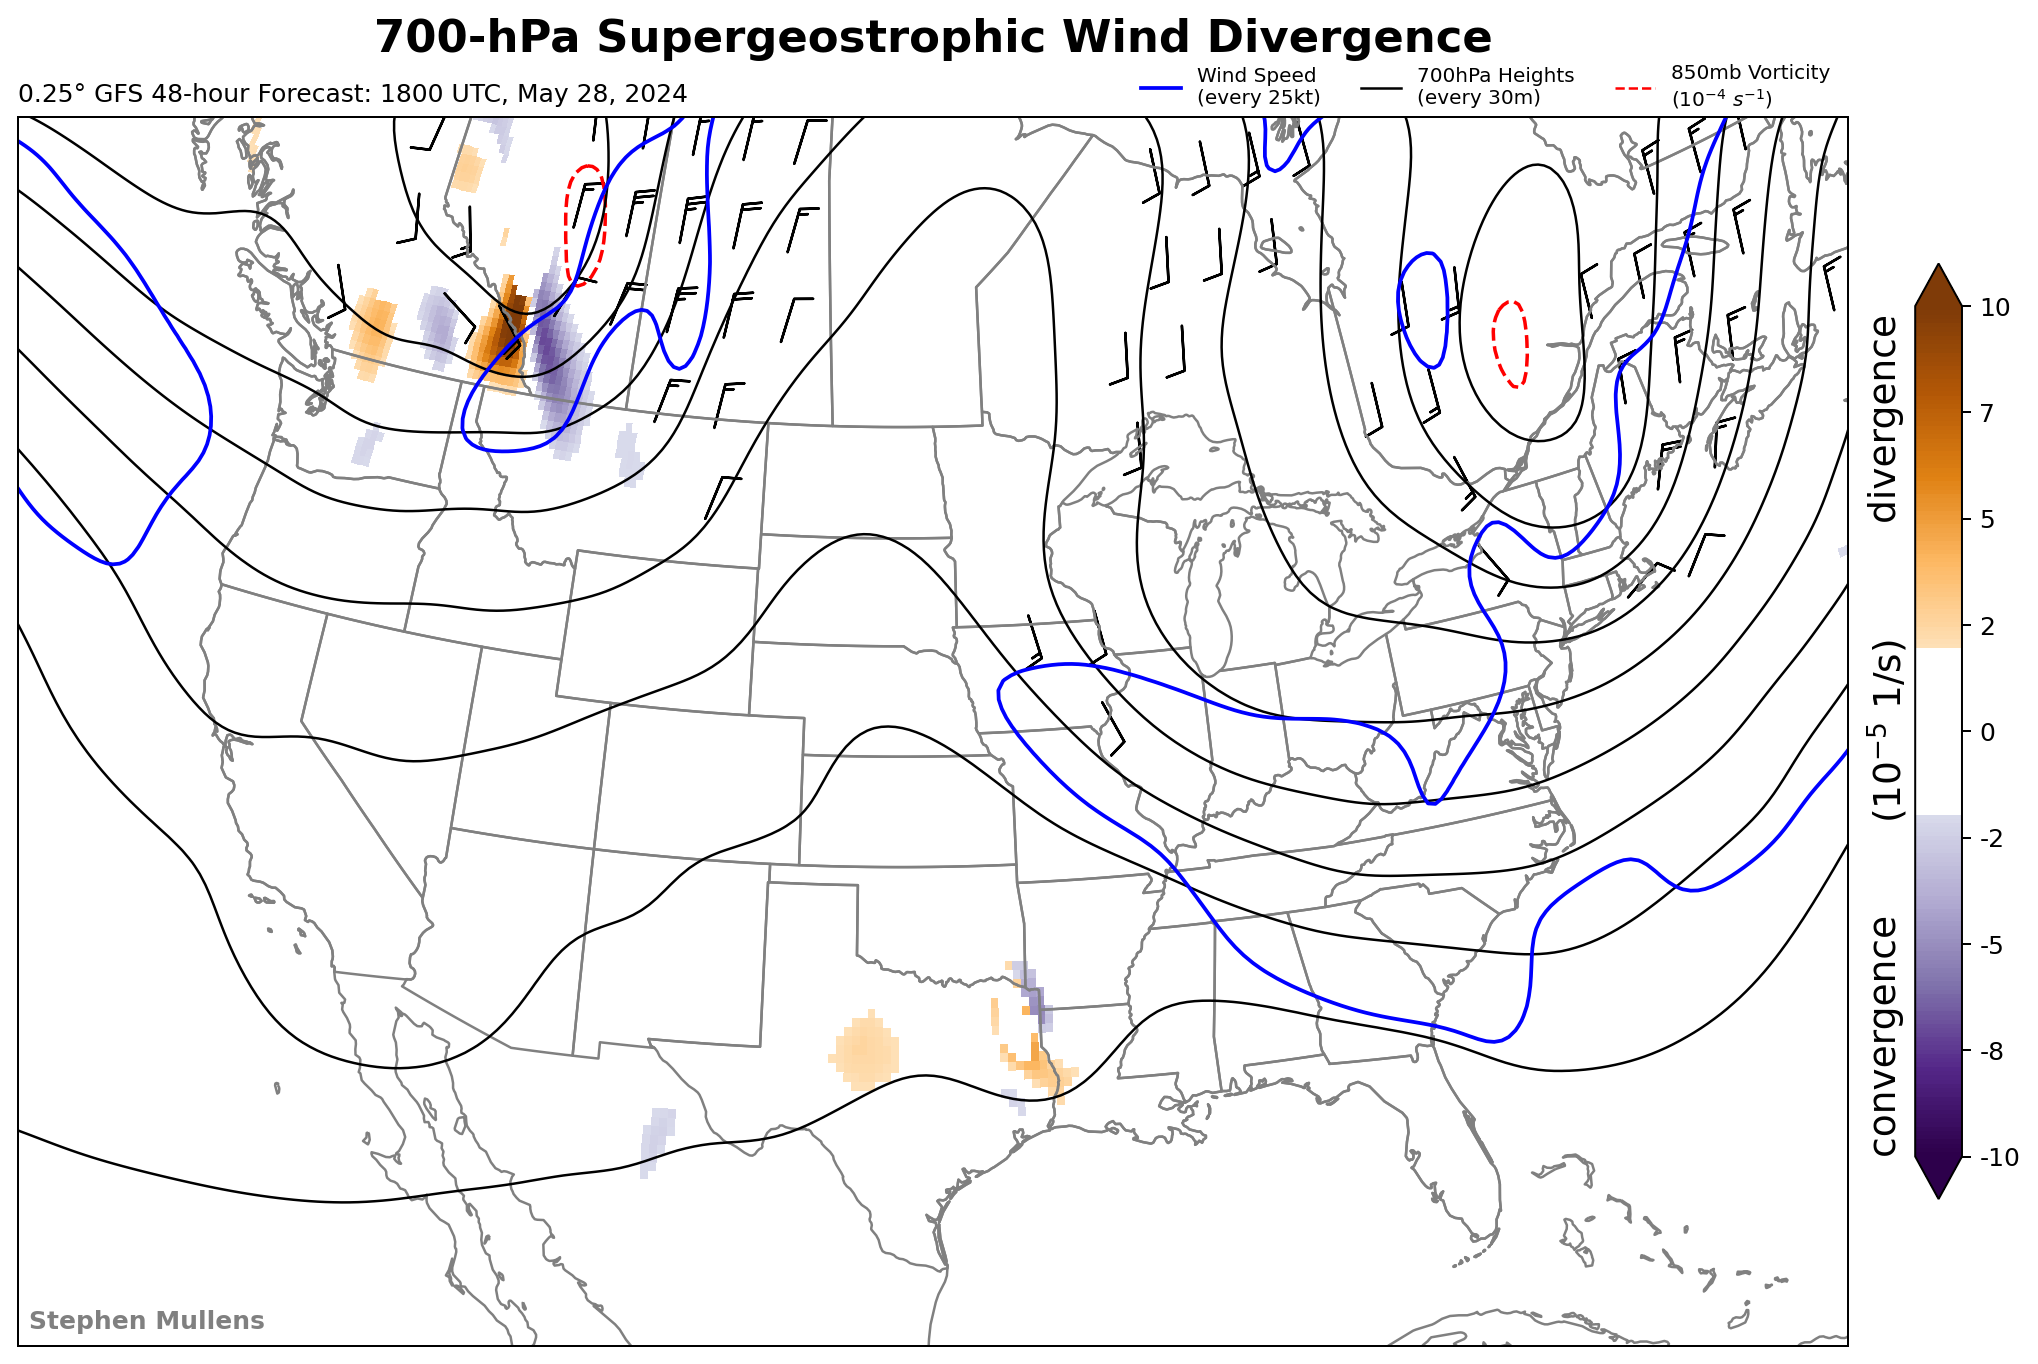 700-hPa Supergeostrophic Wind Divergence
0.25° GFS 48-hour Forecast: 1800 UTC, May 28, 2024
Wind Speed
(every 25kt)
700hPa Heights
(every 30m)
850mb Vorticity
(10⁻⁴ s⁻¹)
10
7
5
2
0
-2
-5
-8
-10
convergence (10⁻⁵ 1/s) divergence
Stephen Mullens